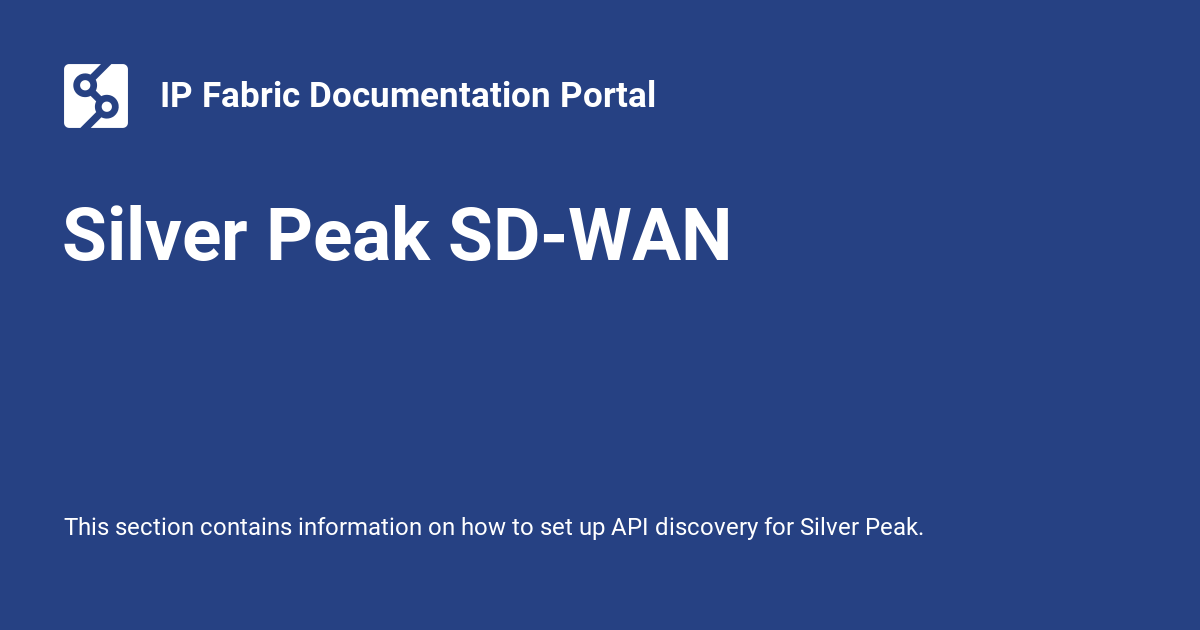 IP Fabric Documentation Portal
Silver Peak SD-WAN
This section contains information on how to set up API discovery for Silver Peak.